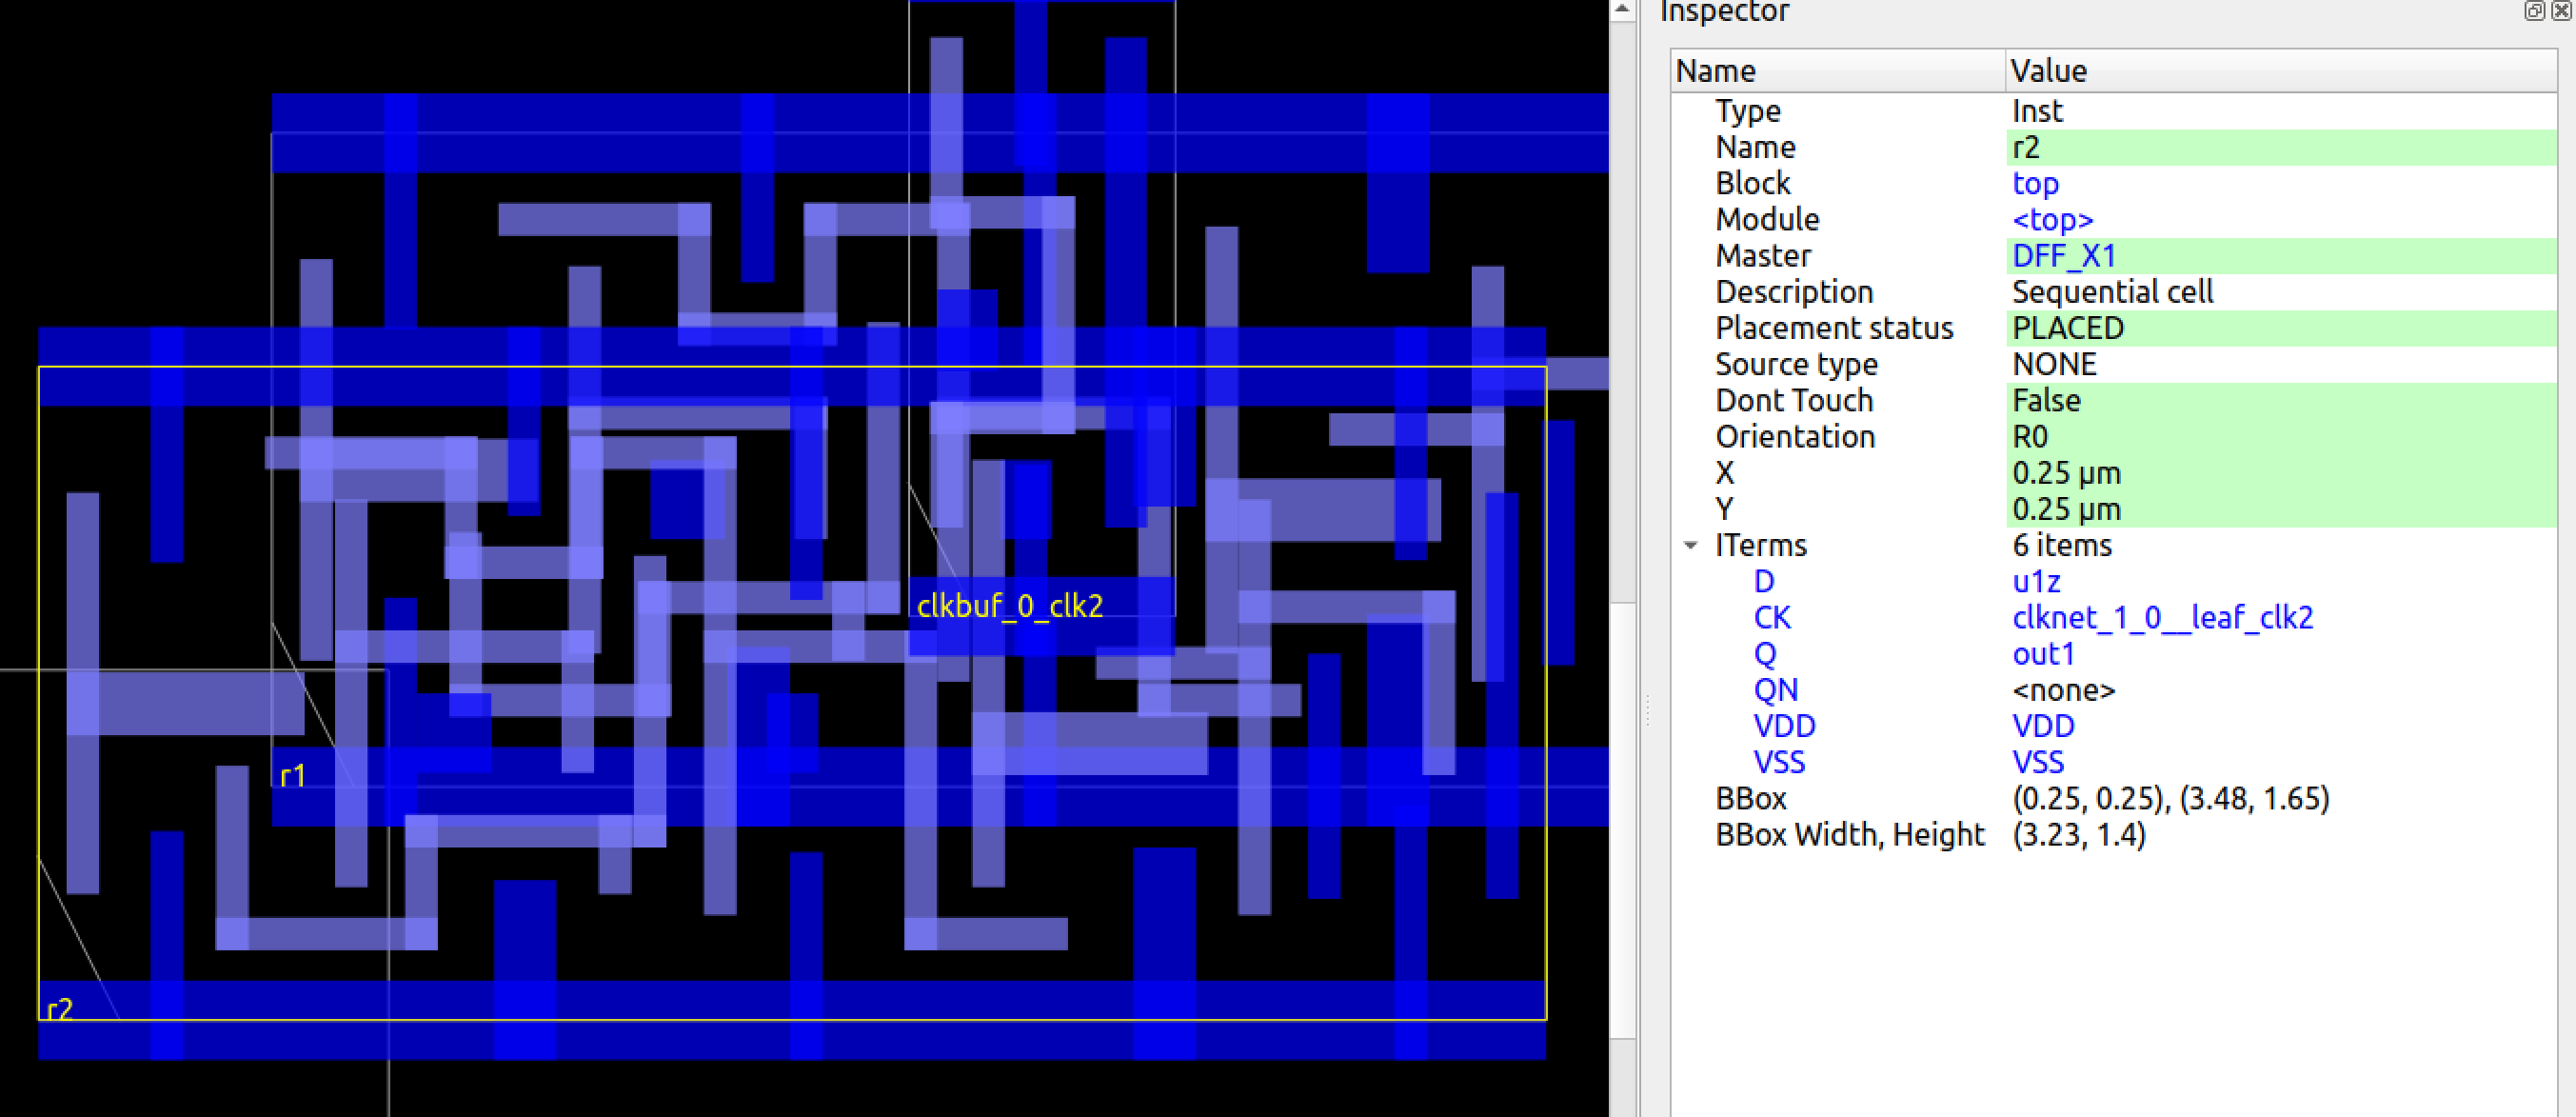 clkbuf_0_clk2
r1
r2
Inspector
Name Value
Type Inst
Name r2
Block top
Module <top>
Master DFF_X1
Description Sequential cell
Placement status PLACED
Source type NONE
Dont Touch False
Orientation R0
X 0.25 µm
Y 0.25 µm
ITerms 6 items
D u1z
CK clknet_1_0__leaf_clk2
Q out1
QN <none>
VDD VDD
VSS VSS
BBox (0.25, 0.25), (3.48, 1.65)
BBox Width, Height (3.23, 1.4)